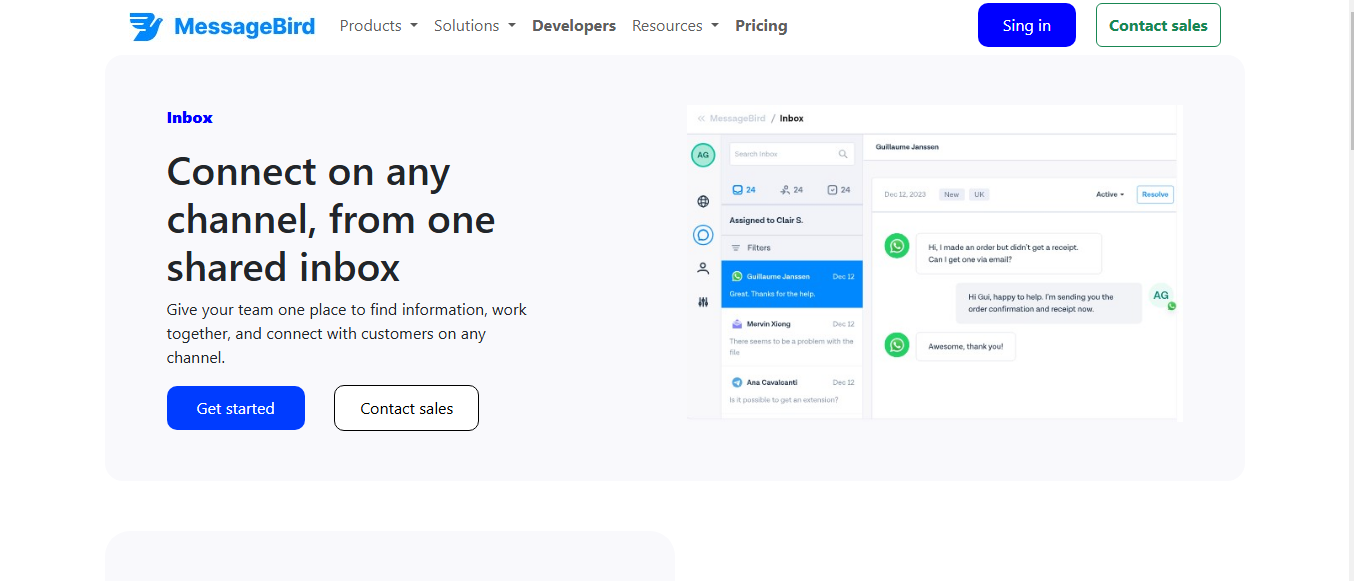 MessageBird Products Solutions Developers Resources Pricing Sing in Contact sales
Inbox
Connect on any
channel, from one
shared inbox
Give your team one place to find information, work
together, and connect with customers on any
channel.
Get started Contact sales
MessageBird / Inbox
AG
Search Inbox
24 24 24
Assigned to Clair S.
Filters
Guillaume Jansson Dec 12
Great. Thanks for the help.
Mervin Xiong Dec 12
There seems to be a problem with the
file
Ana Cavalcanti Dec 12
Is it possible to get an extension?
Guillaume Janssen
Dec 12, 2023 New UK Active Resolve
Hi, I made an order but didn't get a receipt.
Can I get one via email?
Hi Gui, happy to help. I'm sending you the
order confirmation and receipt now.
AG
Awesome, thank you!